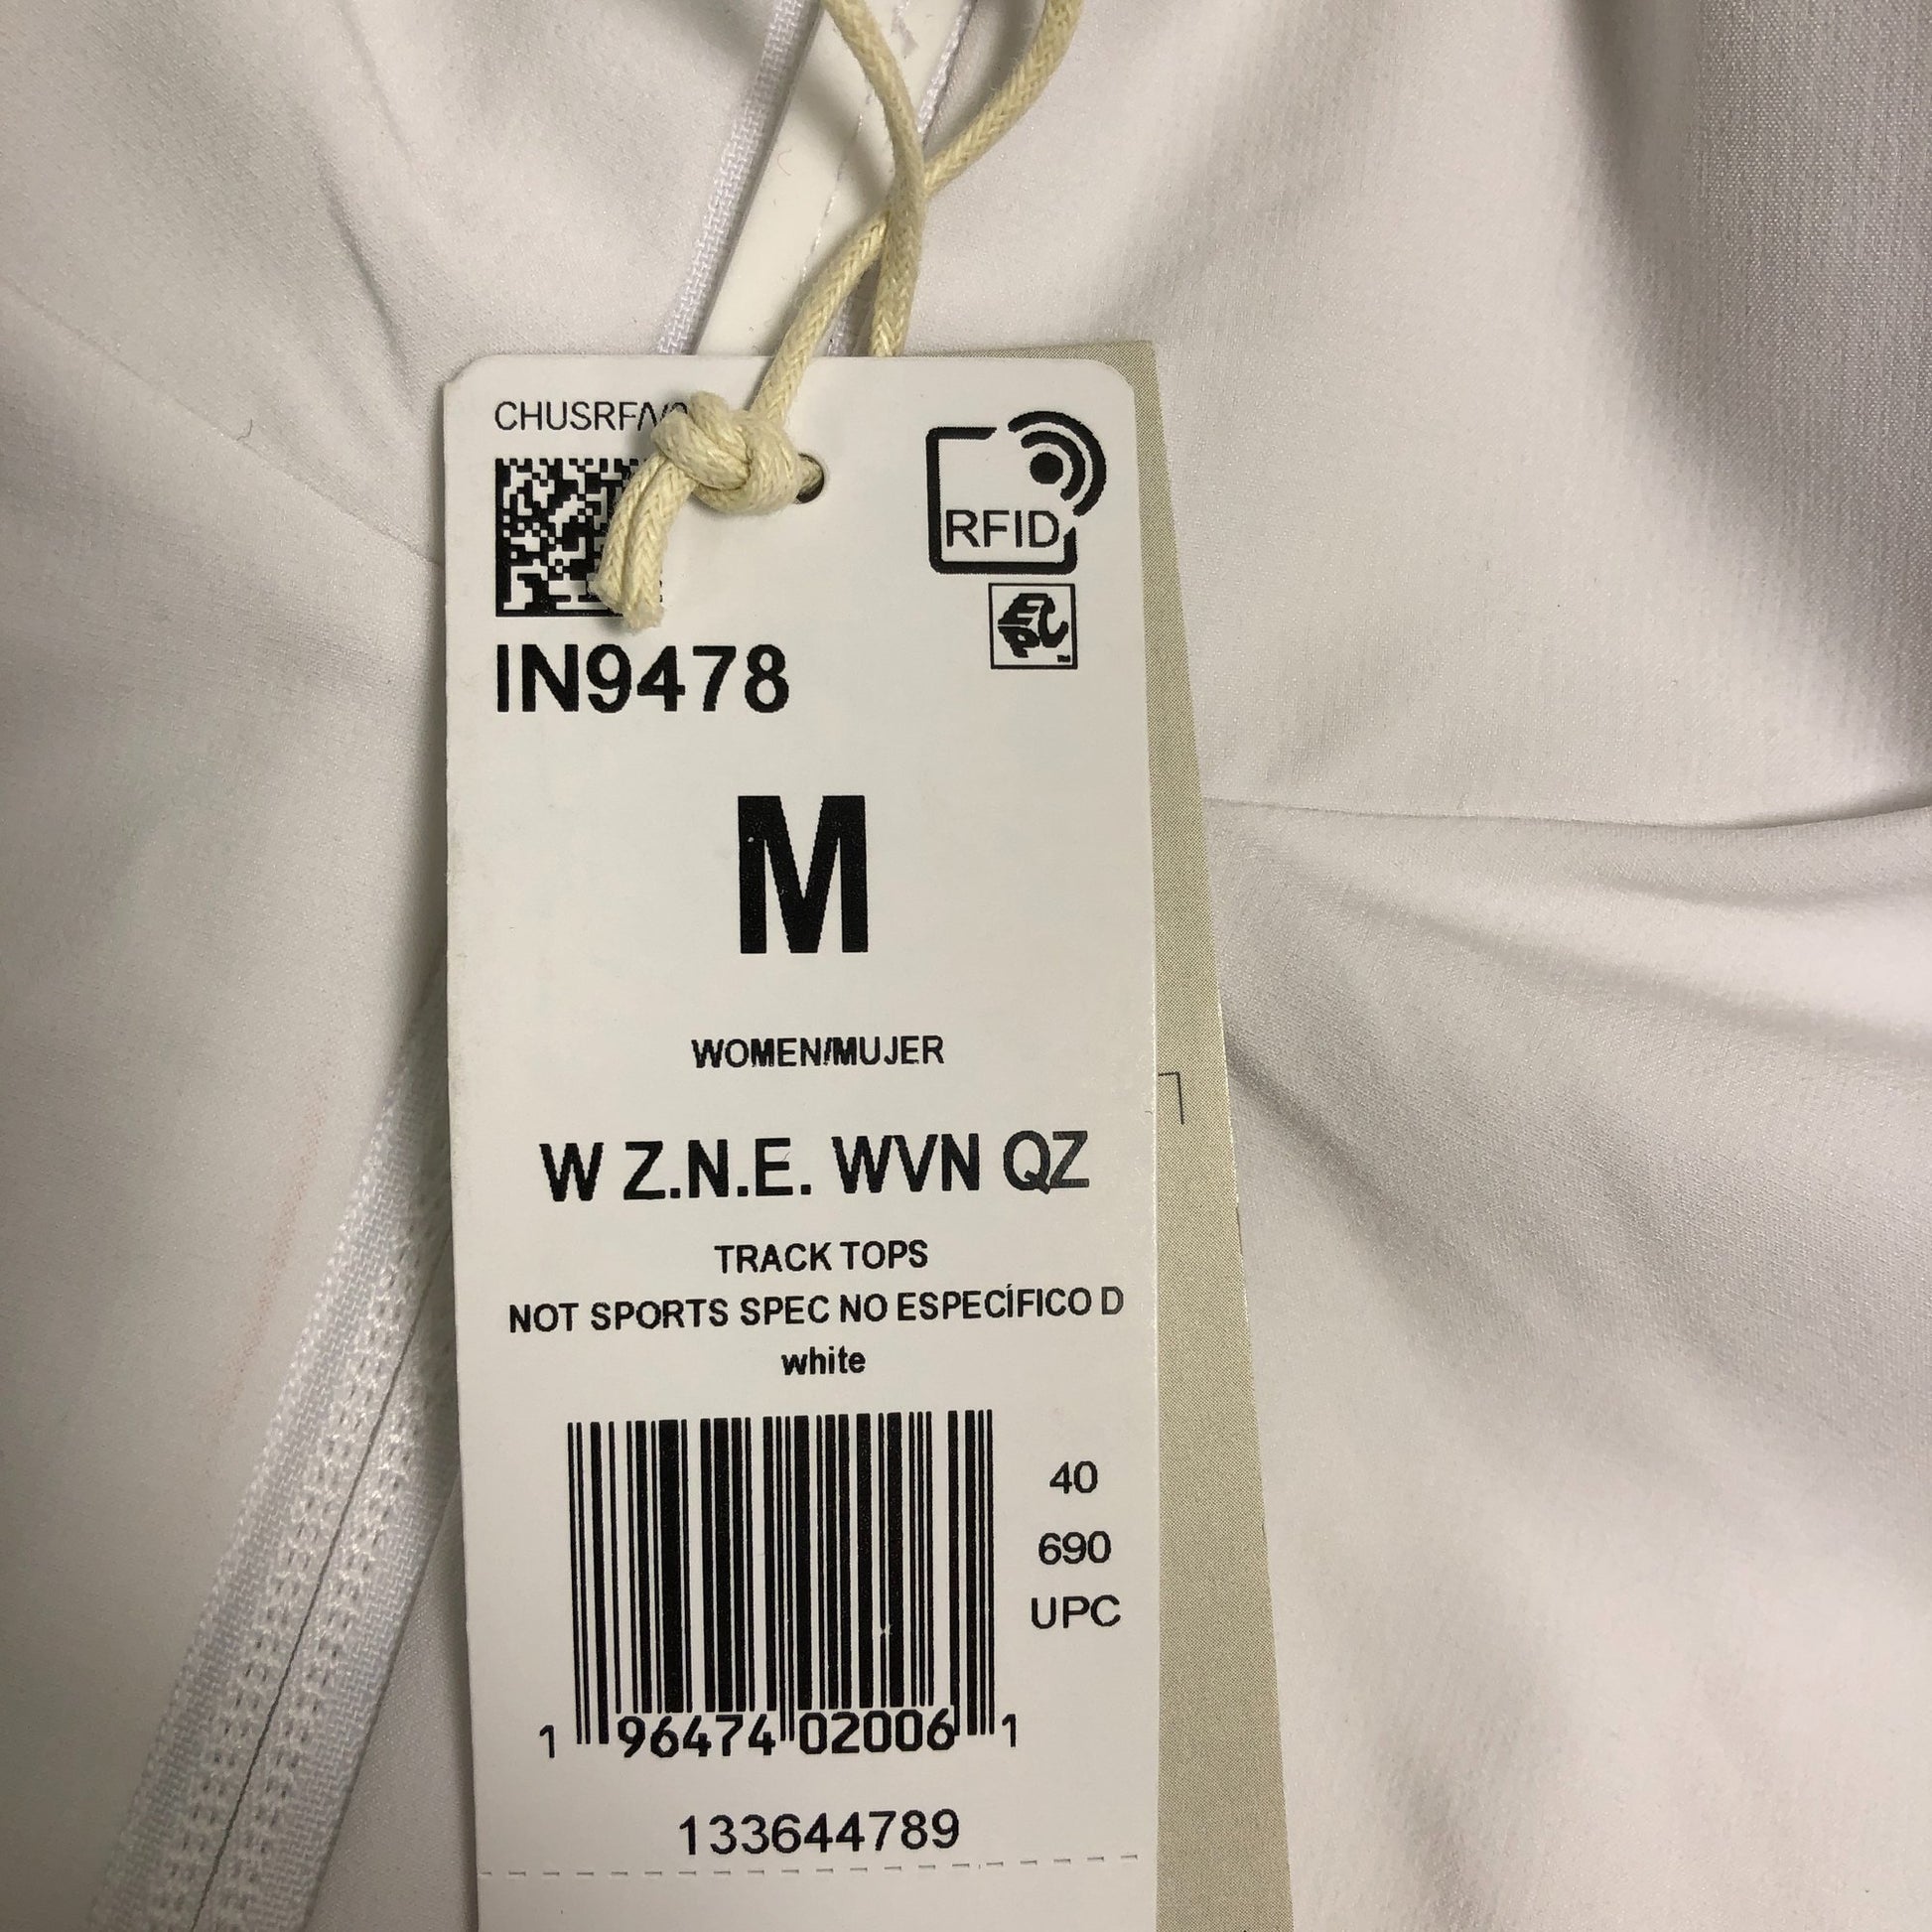 RFID
IN9478
M
WOMEN/MUJER
W Z.N.E. WVN QZ
TRACK TOPS
NOT SPORTS SPEC NO ESPECÍFICO D
white
40
690
UPC
1 96474 02006 1
133644789